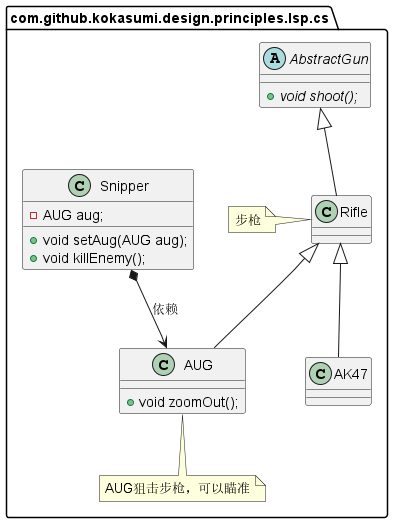 com.github.kokasumi.design.principles.lsp.cs
A AbstractGun
void shoot();
C Snipper
AUG aug;
void setAug(AUG aug);
void killEnemy();
步枪
C Rifle
依赖
C AUG
void zoomOut();
C AK47
AUG狙击步枪，可以瞄准